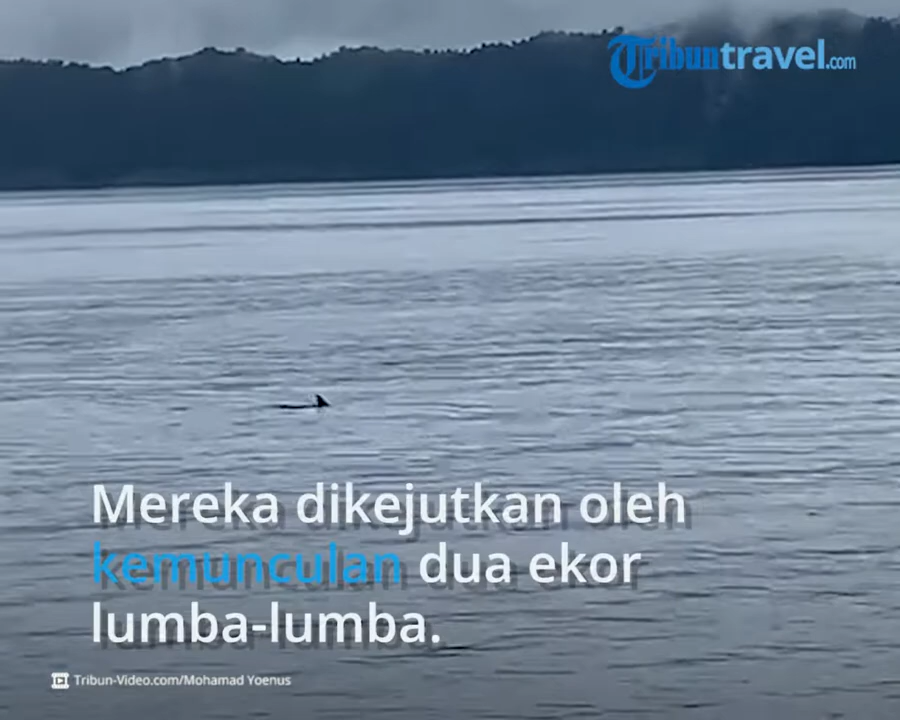 Tribuntravel.com
Mereka dikejutkan oleh
kemunculan dua ekor
lumba-lumba.
Tribun-Video.com/Mohamad Yoenus